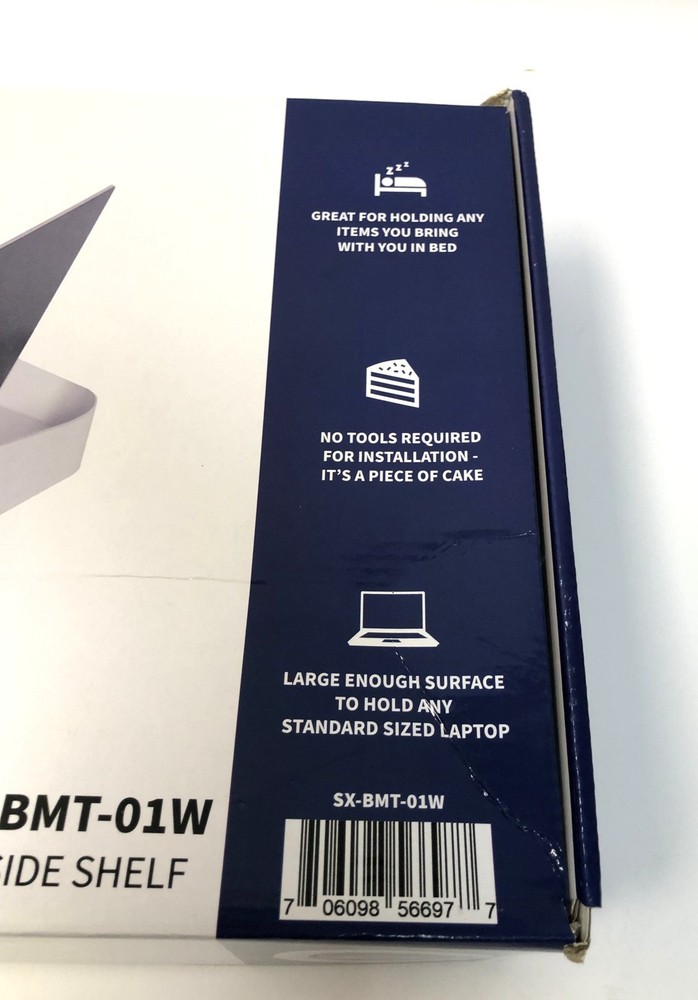 zzz
GREAT FOR HOLDING ANY
ITEMS YOU BRING
WITH YOU IN BED
NO TOOLS REQUIRED
FOR INSTALLATION -
IT'S A PIECE OF CAKE
LARGE ENOUGH SURFACE
TO HOLD ANY
STANDARD SIZED LAPTOP
SX-BMT-01W
7 06098 56697 7
BMT-01W
SIDE SHELF